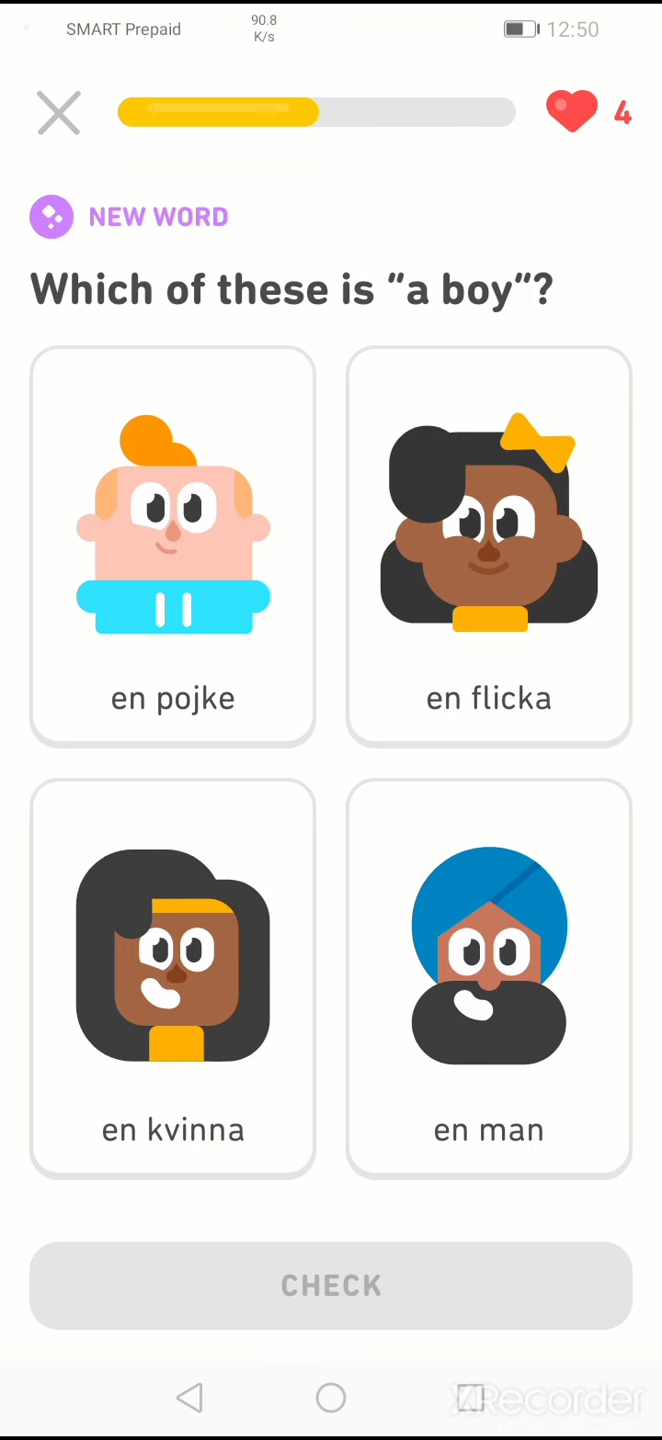 SMART Prepaid
90.8
K/s
12:50
4
NEW WORD
Which of these is “a boy”?
en pojke
en flicka
en kvinna
en man
CHECK
XRecorder